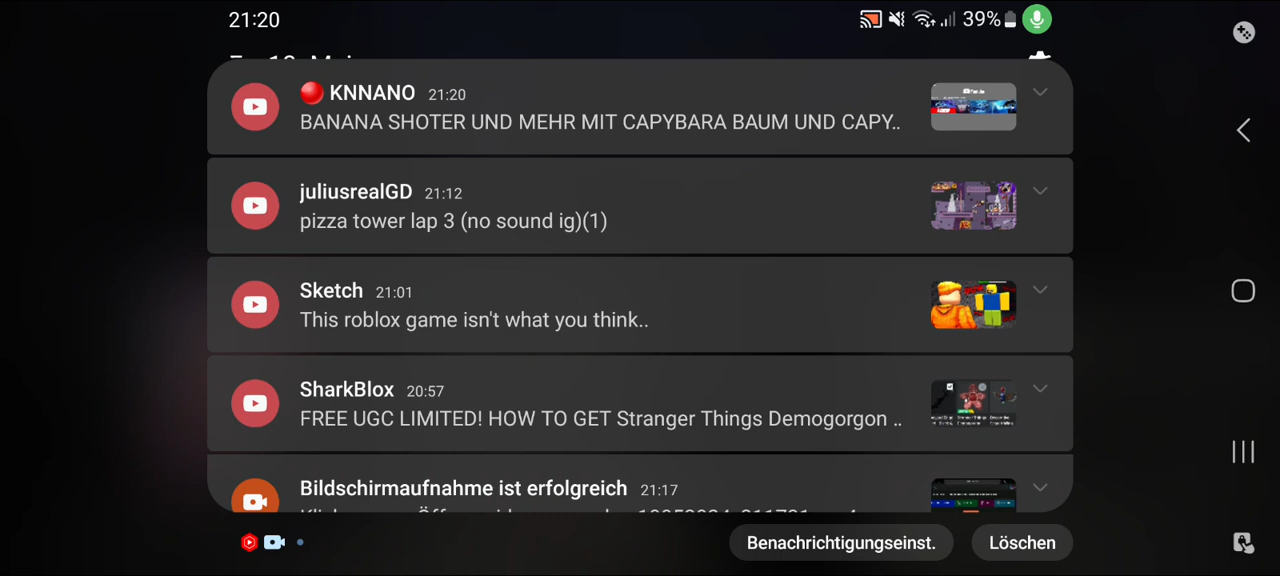 21:20
39%
KNNANO 21:20
BANANA SHOTER UND MEHR MIT CAPYBARA BAUM UND CAPY..
juliusrealGD 21:12
pizza tower lap 3 (no sound ig)(1)
Sketch 21:01
This roblox game isn't what you think..
SharkBlox 20:57
FREE UGC LIMITED! HOW TO GET Stranger Things Demogorgon ..
Bildschirmaufnahme ist erfolgreich 21:17
Benachrichtigungseinst.
Löschen